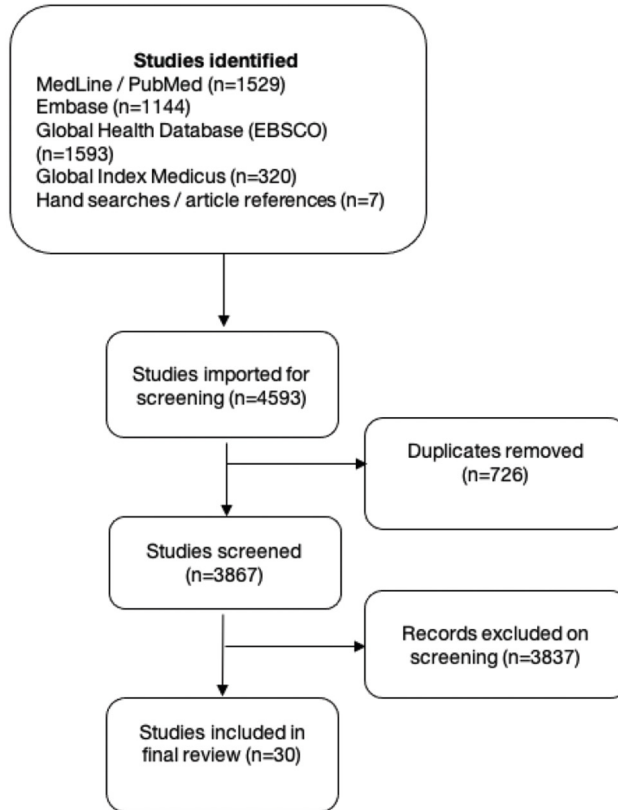 Studies identified
MedLine / PubMed (n=1529)
Embase (n=1144)
Global Health Database (EBSCO)
(n=1593)
Global Index Medicus (n=320)
Hand searches / article references (n=7)
Studies imported for
screening (n=4593)
Duplicates removed
(n=726)
Studies screened
(n=3867)
Records excluded on
screening (n=3837)
Studies included in
final review (n=30)